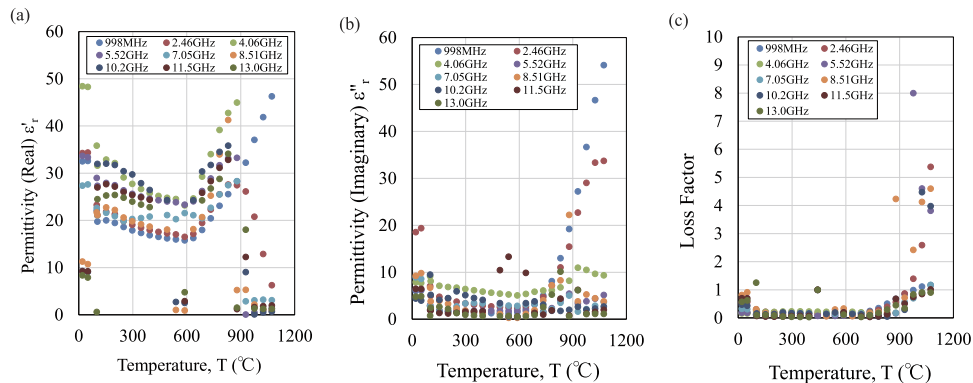 (a)
Permittivity (Real) ε'r
60
50
40
30
20
10
0
998MHz 2.46GHz 4.06GHz
5.52GHz 7.05GHz 8.51GHz
10.2GHz 11.5GHz 13.0GHz
0 300 600 900 1200
Temperature, T (℃)
(b)
Permittivity (Imaginary) ε''r
60
50
40
30
20
10
0
998MHz 2.46GHz
4.06GHz 5.52GHz
7.05GHz 8.51GHz
10.2GHz 11.5GHz
13.0GHz
0 300 600 900 1200
Temperature, T (℃)
(c)
Loss Factor
10
9
8
7
6
5
4
3
2
1
0
998MHz 2.46GHz
4.06GHz 5.52GHz
7.05GHz 8.51GHz
10.2GHz 11.5GHz
13.0GHz
0 300 600 900 1200
Temperature, T (℃)